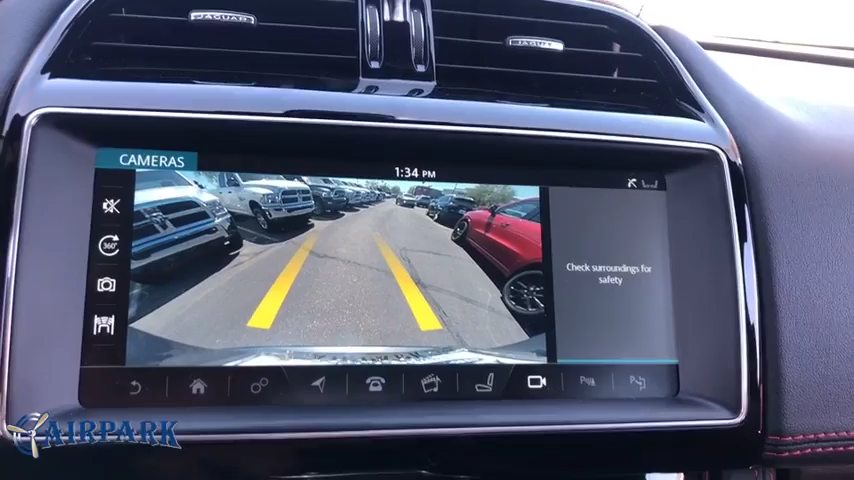 JAGUAR
JAGUAR
CAMERAS
1:34 PM
360°
Check surroundings for
safety
AIRPARK